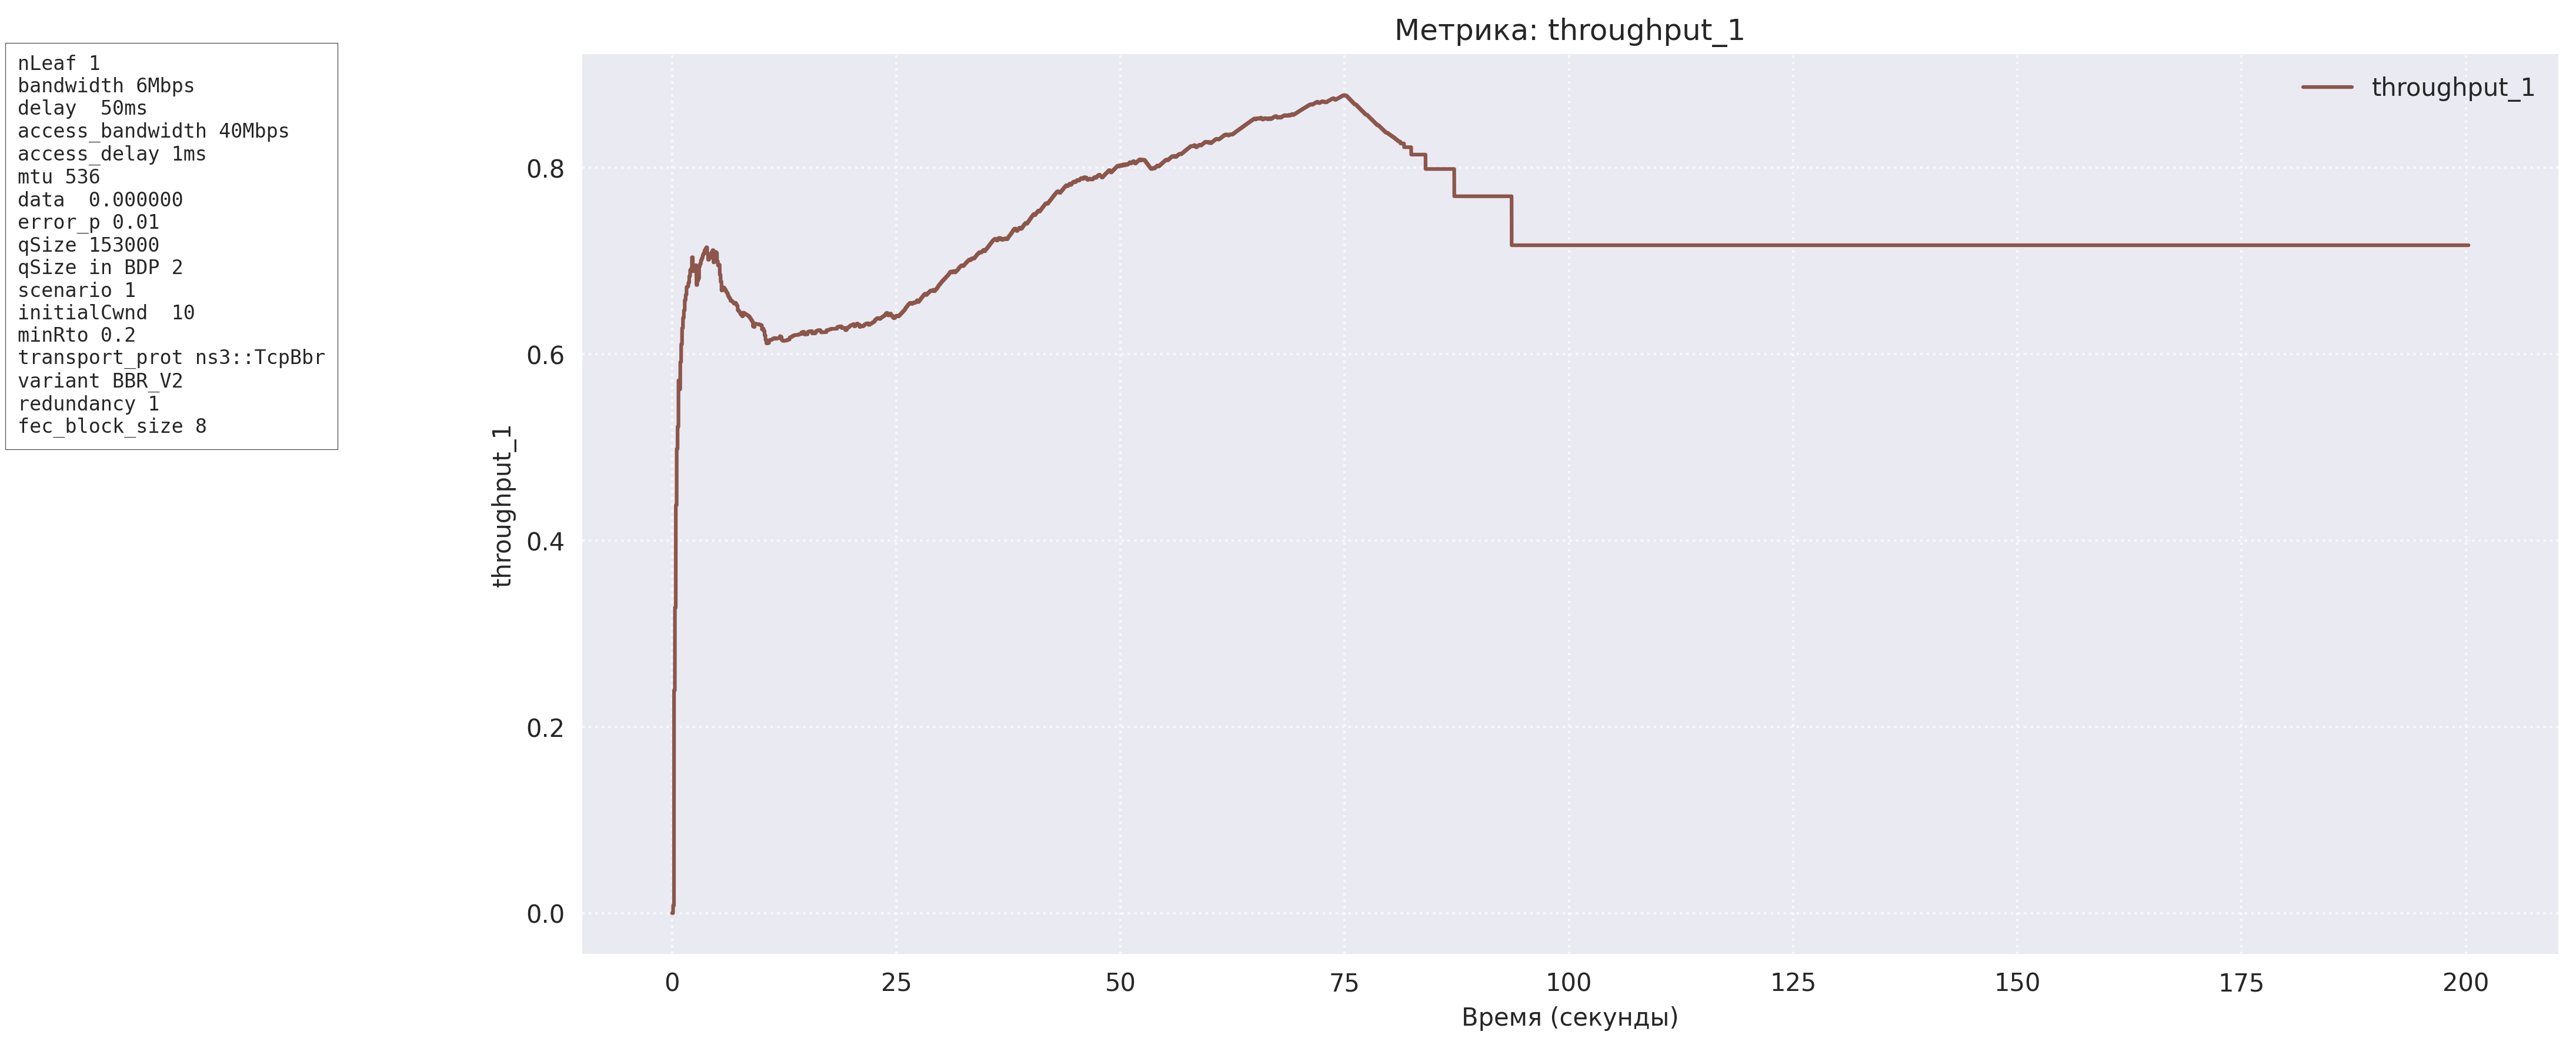 Метрика: throughput_1
nLeaf 1
bandwidth 6Mbps
delay  50ms
access_bandwidth 40Mbps
access_delay 1ms
mtu 536
data  0.000000
error_p 0.01
qSize 153000
qSize in BDP 2
scenario 1
initialCwnd  10
minRto 0.2
transport_prot ns3::TcpBbr
variant BBR_V2
redundancy 1
fec_block_size 8
throughput_1
throughput_1
0.8
0.6
0.4
0.2
0.0
0 25 50 75 100 125 150 175 200
Время (секунды)